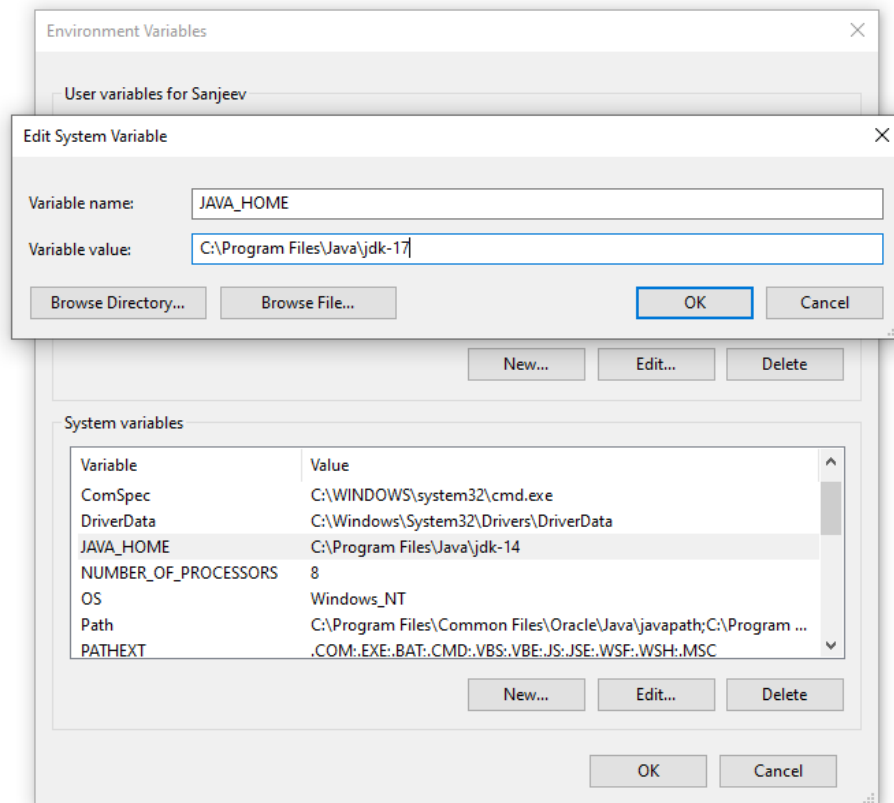 Environment Variables
User variables for Sanjeev
Edit System Variable
Variable name: JAVA_HOME
Variable value: C:\Program Files\Java\jdk-17
Browse Directory... Browse File... OK Cancel
New... Edit... Delete
System variables
Variable Value
ComSpec C:\WINDOWS\system32\cmd.exe
DriverData C:\Windows\System32\Drivers\DriverData
JAVA_HOME C:\Program Files\Java\jdk-14
NUMBER_OF_PROCESSORS 8
OS Windows_NT
Path C:\Program Files\Common Files\Oracle\Java\javapath;C:\Program ...
PATHEXT .COM;.EXE;.BAT;.CMD;.VBS;.VBE;.JS;.JSE;.WSF;.WSH;.MSC
New... Edit... Delete
OK Cancel